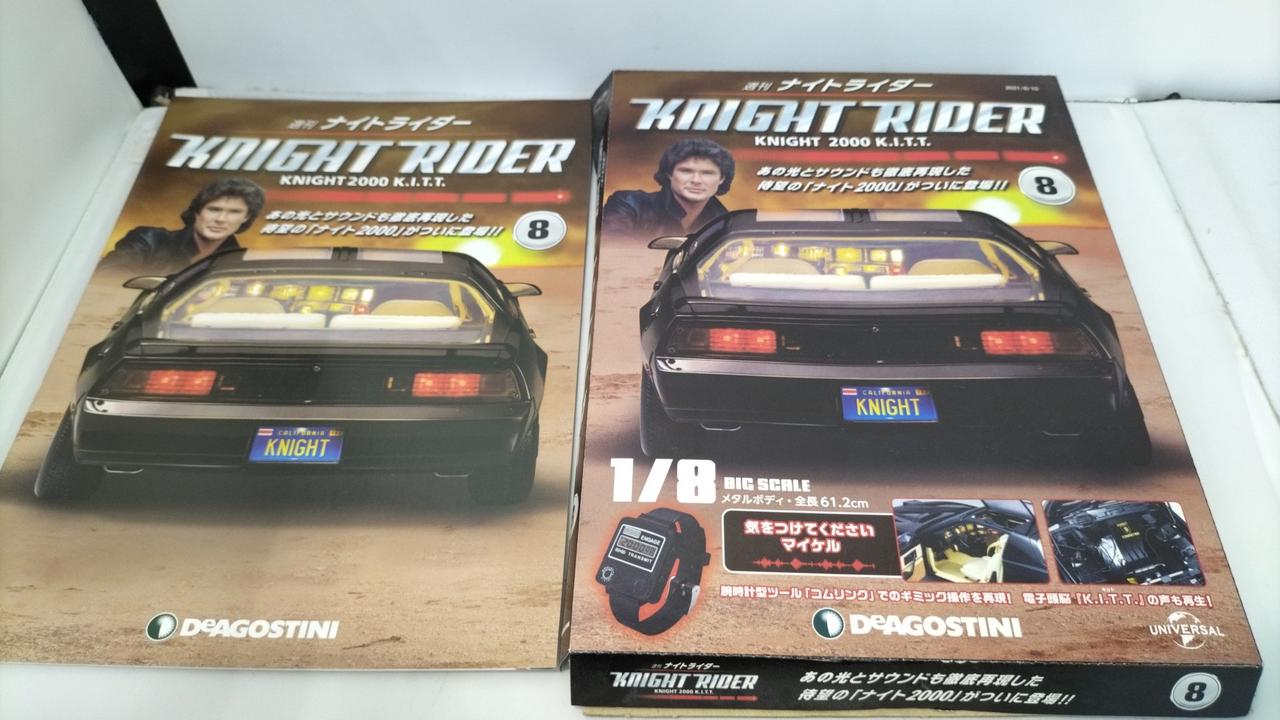 週刊 ナイトライダー
KNIGHT RIDER
KNIGHT 2000 K.I.T.T.
あの光とサウンドも徹底再現した
待望の「ナイト2000」がついに登場!!
8
CALIFORNIA
KNIGHT
DeAGOSTINI
週刊 ナイトライダー
2021/8/10
KNIGHT RIDER
KNIGHT 2000 K.I.T.T.
あの光とサウンドも徹底再現した
待望の「ナイト2000」がついに登場!!
8
CALIFORNIA
KNIGHT
1/8 BIG SCALE
メタルボディ・全長61.2cm
ENGAGE
TRANSMIT
気をつけてください
マイケル
腕時計型ツール「コムリンク」でのギミック操作を再現! 電子頭脳『K.I.T.T.』の声も再生!
DeAGOSTINI
UNIVERSAL
週刊 ナイトライダー
KNIGHT RIDER
KNIGHT 2000 K.I.T.T.
あの光とサウンドも徹底再現した
待望の「ナイト2000」がついに登場!!
8